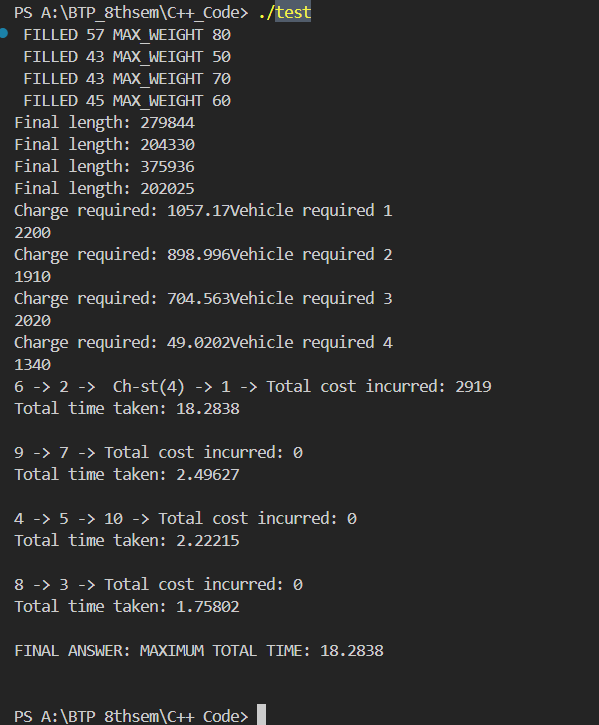 PS A:\BTP_8thsem\C++_Code> ./test
FILLED 57 MAX_WEIGHT 80
FILLED 43 MAX_WEIGHT 50
FILLED 43 MAX_WEIGHT 70
FILLED 45 MAX_WEIGHT 60
Final length: 279844
Final length: 204330
Final length: 375936
Final length: 202025
Charge required: 1057.17Vehicle required 1
2200
Charge required: 898.996Vehicle required 2
1910
Charge required: 704.563Vehicle required 3
2020
Charge required: 49.0202Vehicle required 4
1340
6 -> 2 ->  Ch-st(4) -> 1 -> Total cost incurred: 2919
Total time taken: 18.2838
9 -> 7 -> Total cost incurred: 0
Total time taken: 2.49627
4 -> 5 -> 10 -> Total cost incurred: 0
Total time taken: 2.22215
8 -> 3 -> Total cost incurred: 0
Total time taken: 1.75802
FINAL ANSWER: MAXIMUM TOTAL TIME: 18.2838
PS A:\BTP_8thsem\C++_Code>